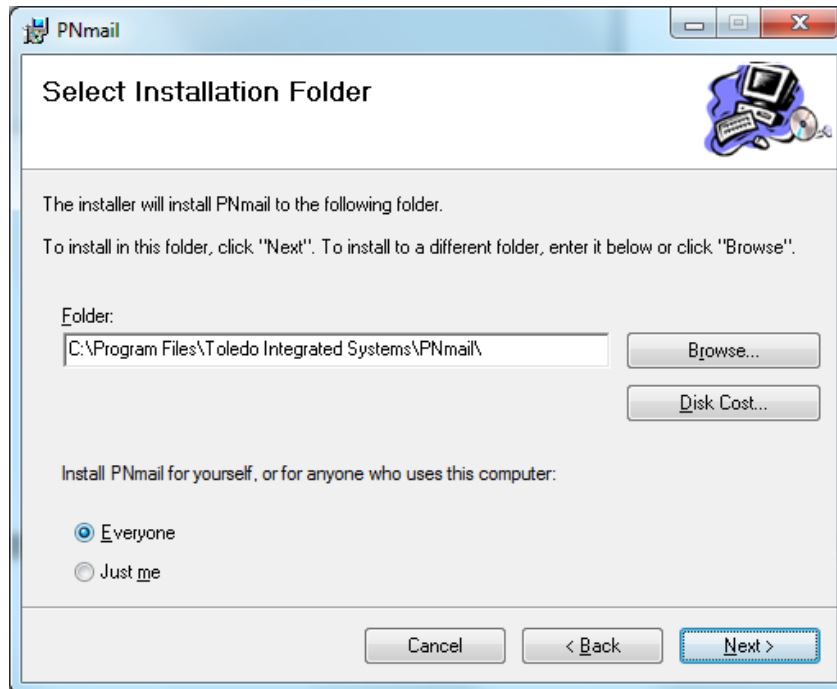 PNmail
Select Installation Folder
The installer will install PNmail to the following folder.
To install in this folder, click "Next". To install to a different folder, enter it below or click "Browse".
Folder:
C:\Program Files\Toledo Integrated Systems\PNmail\
Browse...
Disk Cost...
Install PNmail for yourself, or for anyone who uses this computer:
Everyone
Just me
Cancel
< Back
Next >